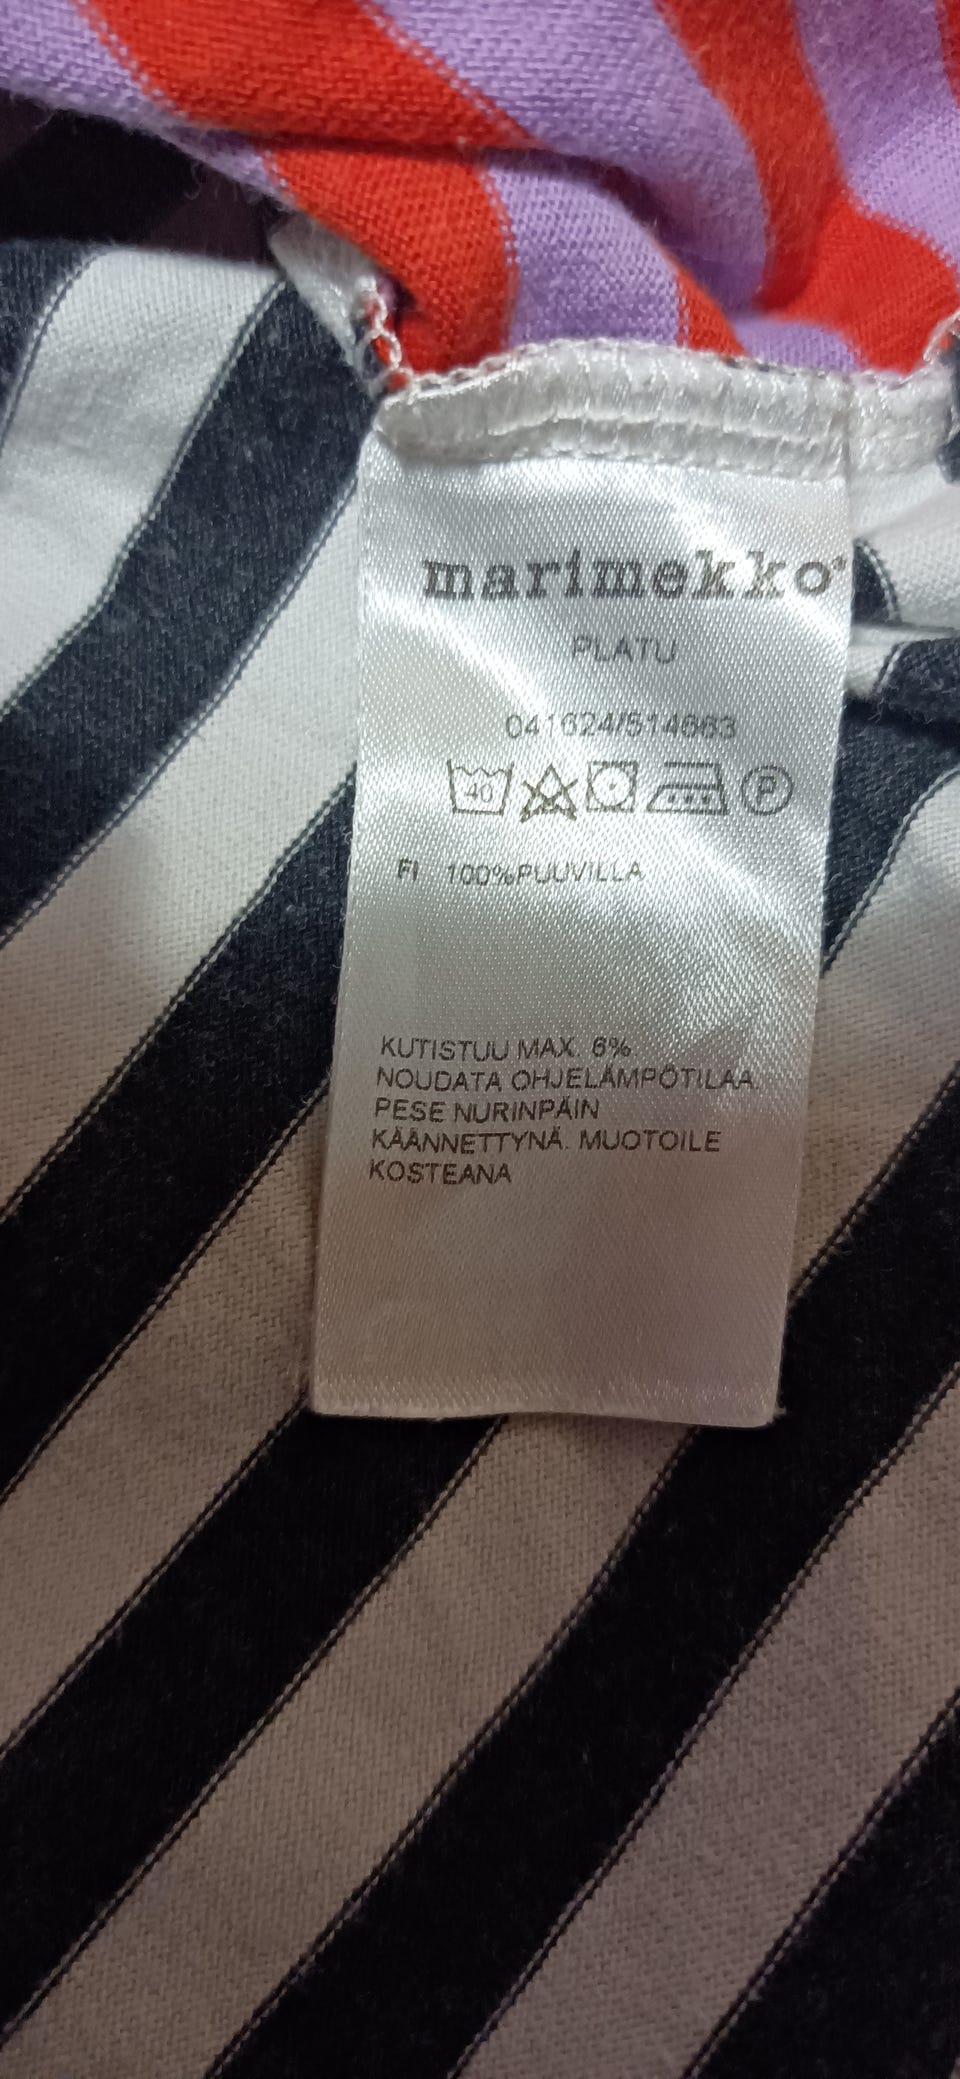 marimekko®
PLATU
041624/514663
40 P
FI 100%PUUVILLA
KUTISTUU MAX. 6%.
NOUDATA OHJELÄMPÖTILAA.
PESE NURINPÄIN
KÄÄNNETTYNÄ. MUOTOILE
KOSTEANA